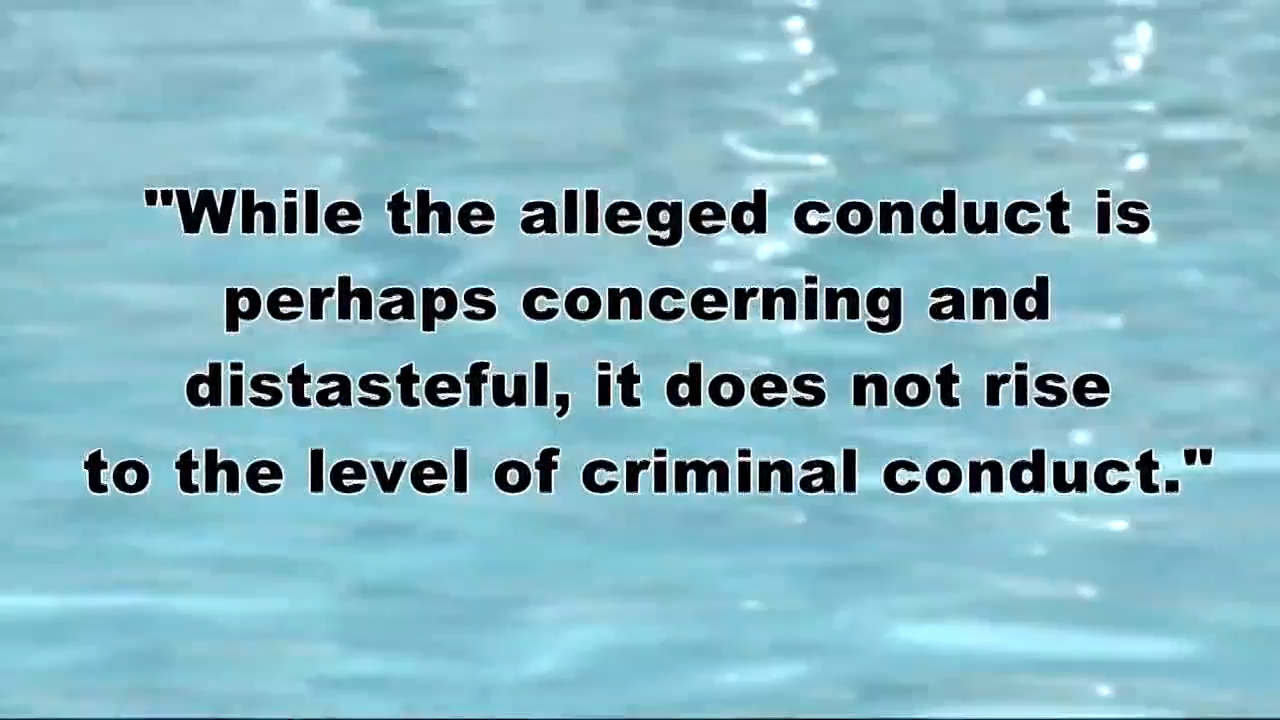 "While the alleged conduct is
perhaps concerning and
distasteful, it does not rise
to the level of criminal conduct."